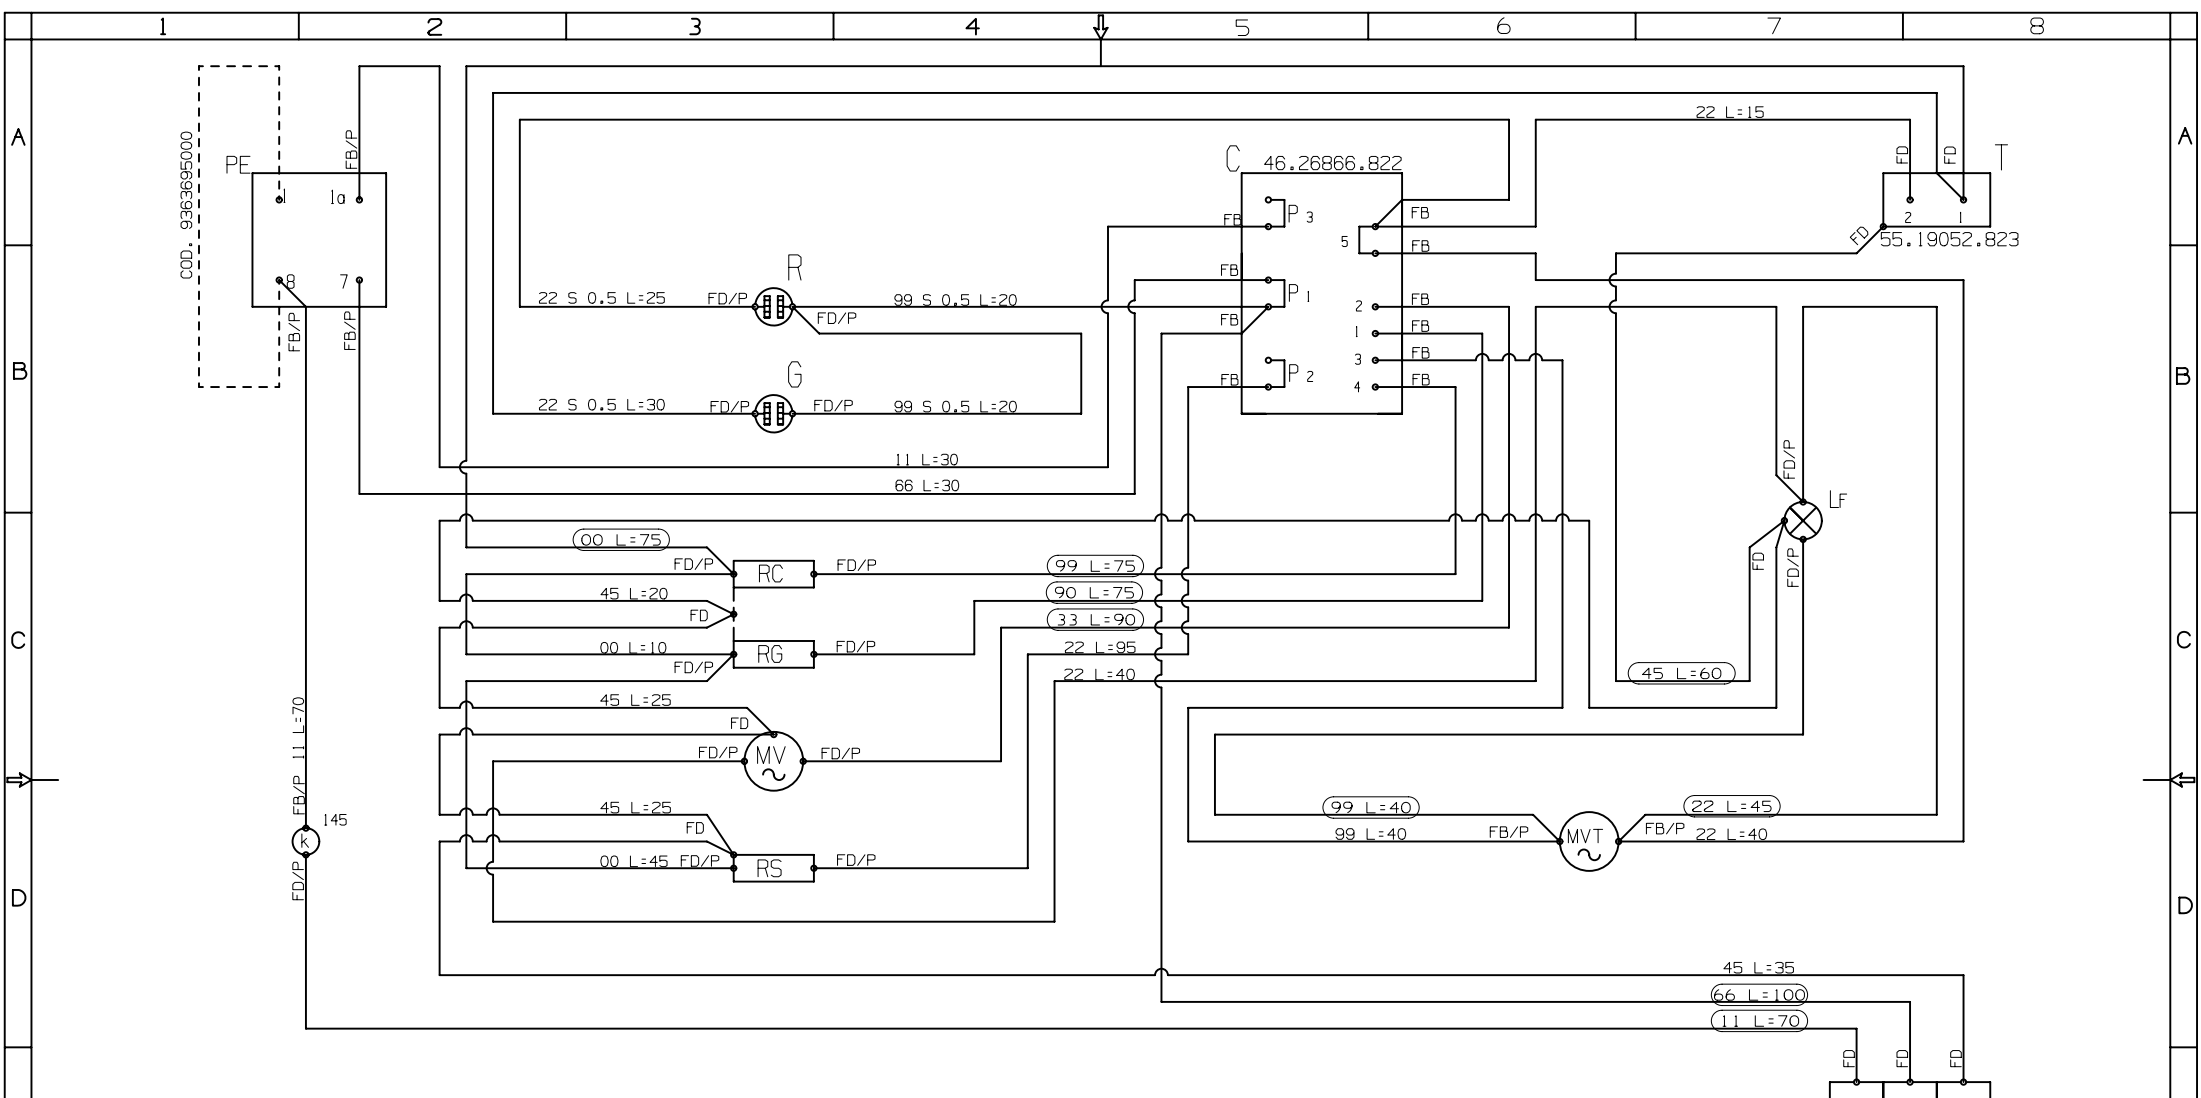 1 2 3 4 5 6 7 8
A A
B B
C C
D D
COD. 9363695000
PE
1 1a
8 7
FB/P
FB/P
FB/P
FB/P 11 L=70
k 145
FD/P
R
22 S 0.5 L=25 FD/P 99 S 0.5 L=20
FD/P
G
22 S 0.5 L=30 FD/P FD/P 99 S 0.5 L=20
11 L=30
66 L=30
C 46.26866.822
FB P 3
FB P 1
FB
FB P 2
5 FB
FB
2 FB
1 FB
3 FB
4 FB
22 L=15
FD FD T
2 1
FD 55.19052.823
FD/P
LF
FD FD/P
45 L=60
00 L=75
FD/P RC FD/P 99 L=75
45 L=20 90 L=75
FD 33 L=90
00 L=10 RG FD/P 22 L=95
FD/P 22 L=40
45 L=25
FD
FD/P MV FD/P
45 L=25
FD
00 L=45 FD/P RS FD/P
99 L=40 22 L=45
99 L=40 FB/P MVT FB/P 22 L=40
45 L=35
66 L=100
11 L=70
FD FD FD